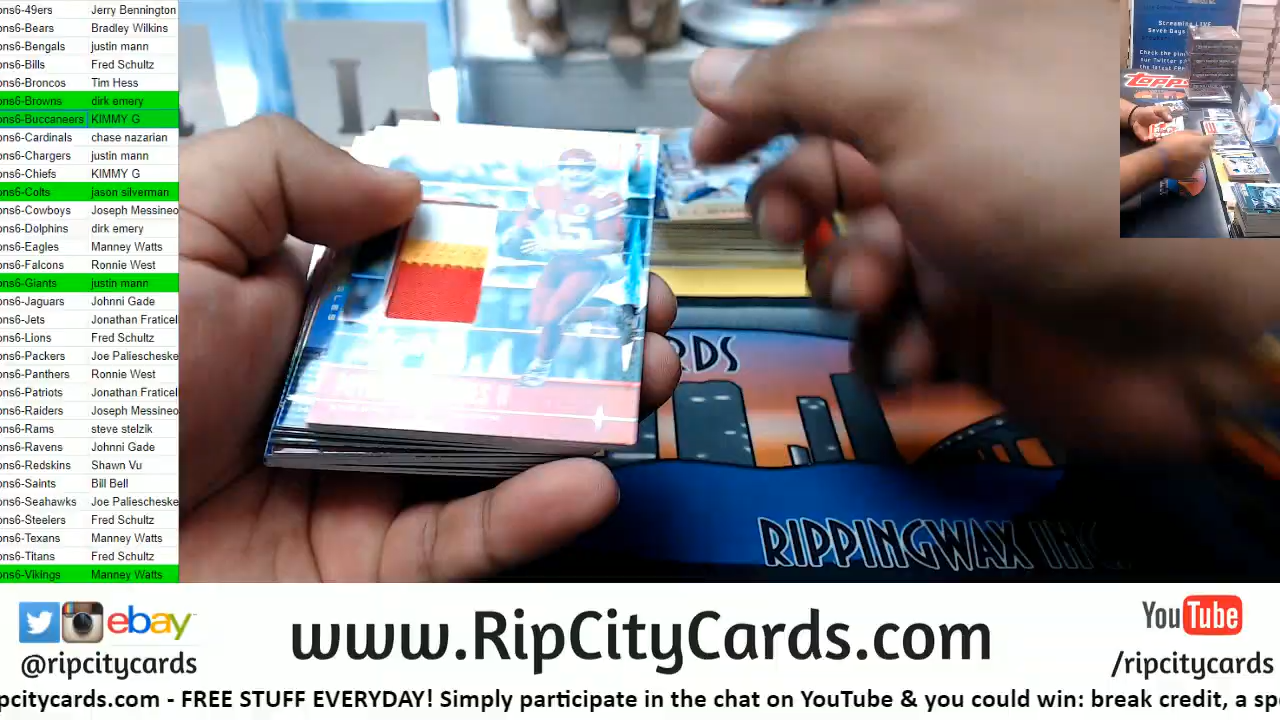 ons6-49ers Jerry Bennington
ons6-Bears Bradley Wilkins
ons6-Bengals justin mann
ons6-Bills Fred Schultz
ons6-Broncos Tim Hess
ons6-Browns dirk emery
ons6-Buccaneers KIMMY G
ons6-Cardinals chase nazarian
ons6-Chargers justin mann
ons6-Chiefs KIMMY G
ons6-Colts jason silverman
ons6-Cowboys Joseph Messineo
ons6-Dolphins dirk emery
ons6-Eagles Manney Watts
ons6-Falcons Ronnie West
ons6-Giants justin mann
ons6-Jaguars Johnni Gade
ons6-Jets Jonathan Fraticel
ons6-Lions Fred Schultz
ons6-Packers Joe Paliescheske
ons6-Panthers Ronnie West
ons6-Patriots Jonathan Fraticel
ons6-Raiders Joseph Messineo
ons6-Rams steve stelzik
ons6-Ravens Johnni Gade
ons6-Redskins Shawn Vu
ons6-Saints Bill Bell
ons6-Seahawks Joe Paliescheske
ons6-Steelers Fred Schultz
ons6-Texans Manney Watts
ons6-Titans Fred Schultz
ons6-Vikings Manney Watts
Streaming LIVE
Seven Days
Topps
15
RDS
RIPPINGWAX
ebay
@ripcitycards
www.RipCityCards.com
YouTube
/ripcitycards
pcitycards.com - FREE STUFF EVERYDAY! Simply participate in the chat on YouTube & you could win: break credit, a sp